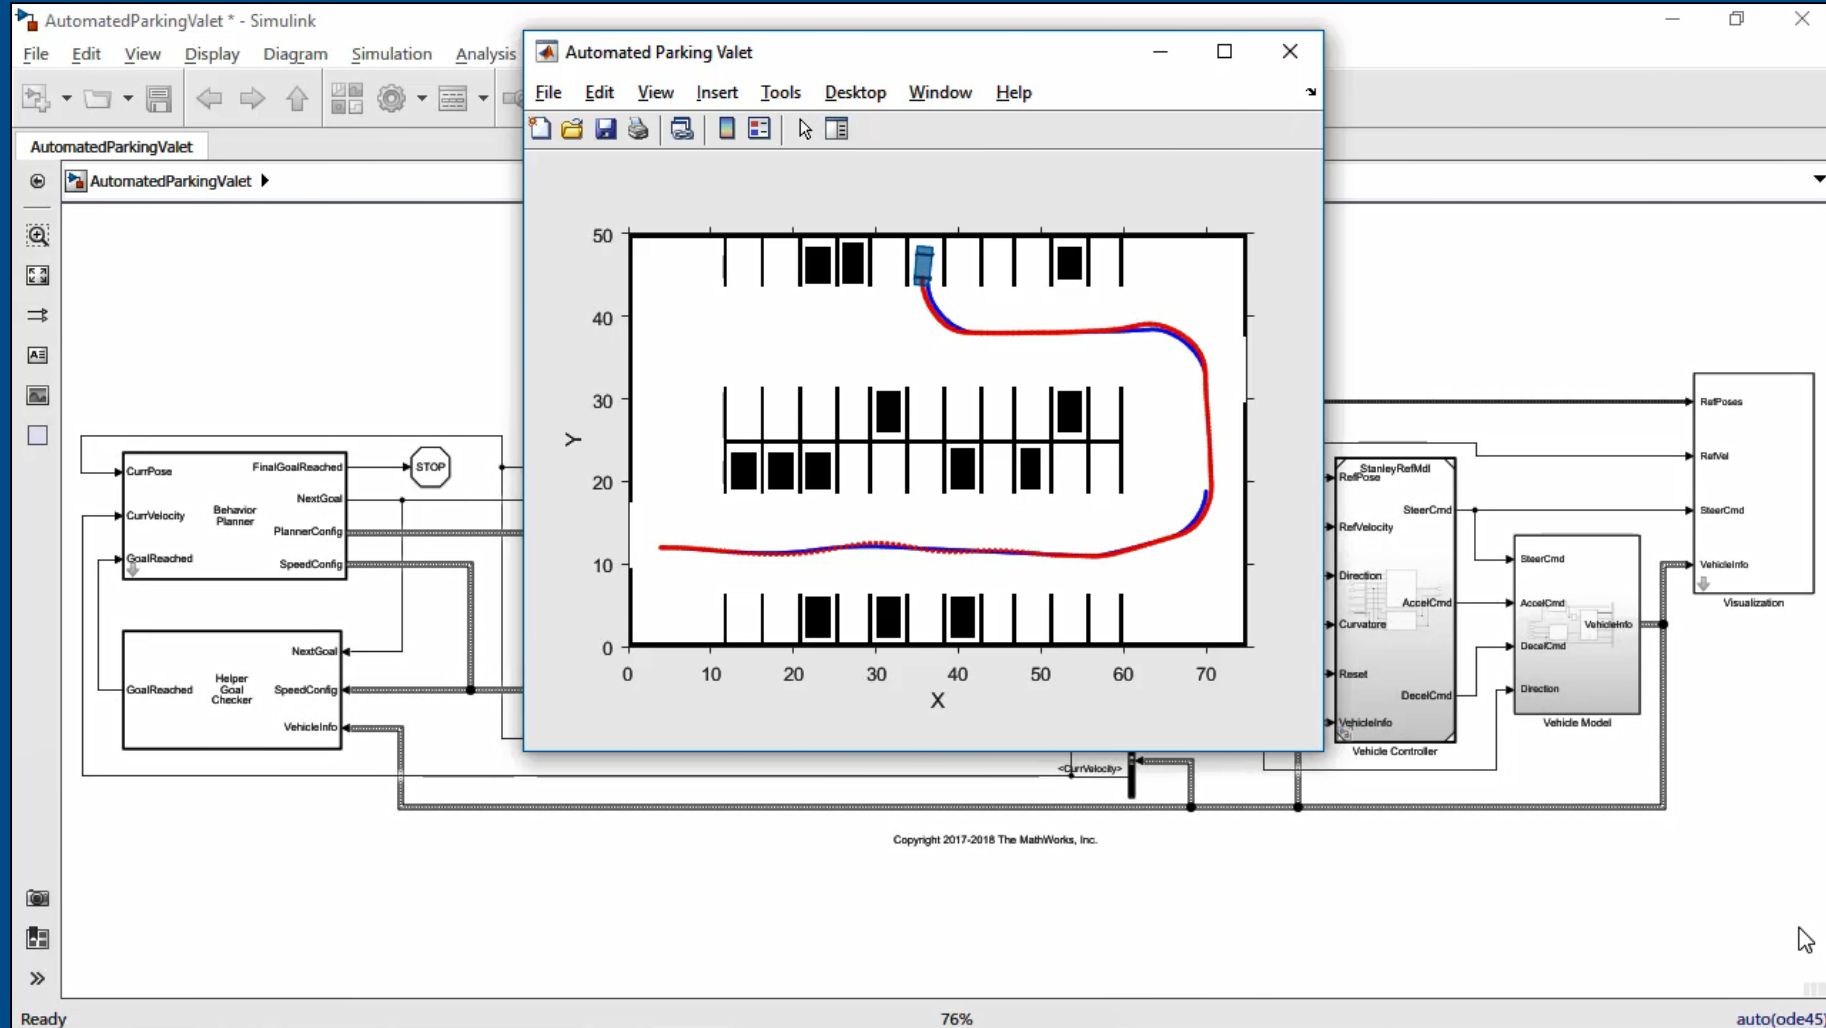 AutomatedParkingValet * - Simulink
File Edit View Display Diagram Simulation Analysis
AutomatedParkingValet
AutomatedParkingValet
Automated Parking Valet
File Edit View Insert Tools Desktop Window Help
50
40
30
20
10
0
Y
0 10 20 30 40 50 60 70
X
CurrPose
CurrVelocity
GoalReached
Behavior
Planner
FinalGoalReached
NextGoal
PlannerConfig
SpeedConfig
STOP
GoalReached
Helper
Goal
Checker
NextGoal
SpeedConfig
VehicleInfo
<CurrVelocity>
StanleyRefMdl
RefPose
RefVelocity
Direction
Curvature
Reset
VehicleInfo
SteerCmd
AccelCmd
DecelCmd
Vehicle Controller
SteerCmd
AccelCmd
DecelCmd
Direction
VehicleInfo
Vehicle Model
RefPoses
RefVel
SteerCmd
VehicleInfo
Visualization
Copyright 2017-2018 The MathWorks, Inc.
Ready 76% auto(ode45)